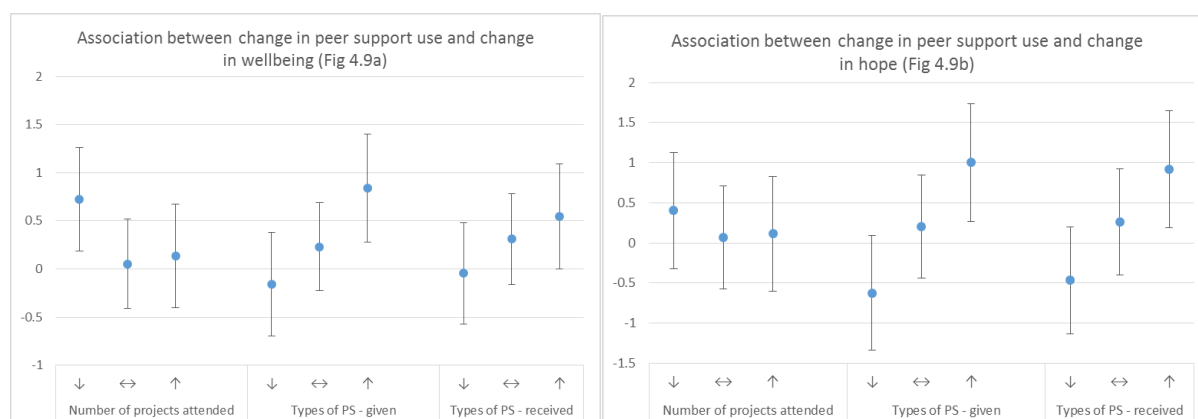 Association between change in peer support use and change
in wellbeing (Fig 4.9a)
2
1.5
1
0.5
0
-0.5
-1
↓ ↔ ↑ ↓ ↔ ↑ ↓ ↔ ↑
Number of projects attended Types of PS - given Types of PS - received
Association between change in peer support use and change
in hope (Fig 4.9b)
2
1.5
1
0.5
0
-0.5
-1
-1.5
↓ ↔ ↑ ↓ ↔ ↑ ↓ ↔ ↑
Number of projects attended Types of PS - given Types of PS - received